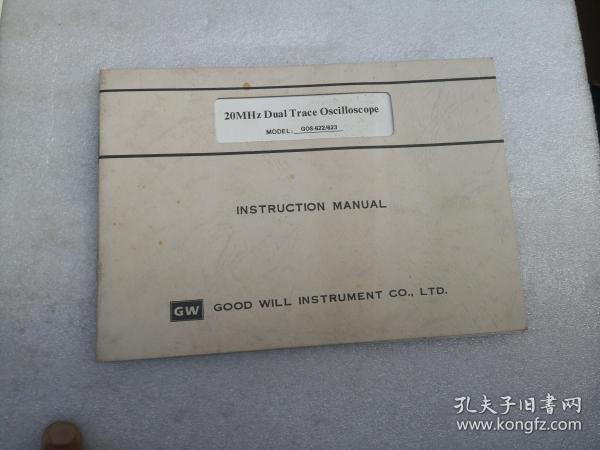 20MHz Dual Trace Oscilloscope
MODEL: GOS-622/623
INSTRUCTION MANUAL
GW GOOD WILL INSTRUMENT CO., LTD.
孔夫子旧书网
www.kongfz.com